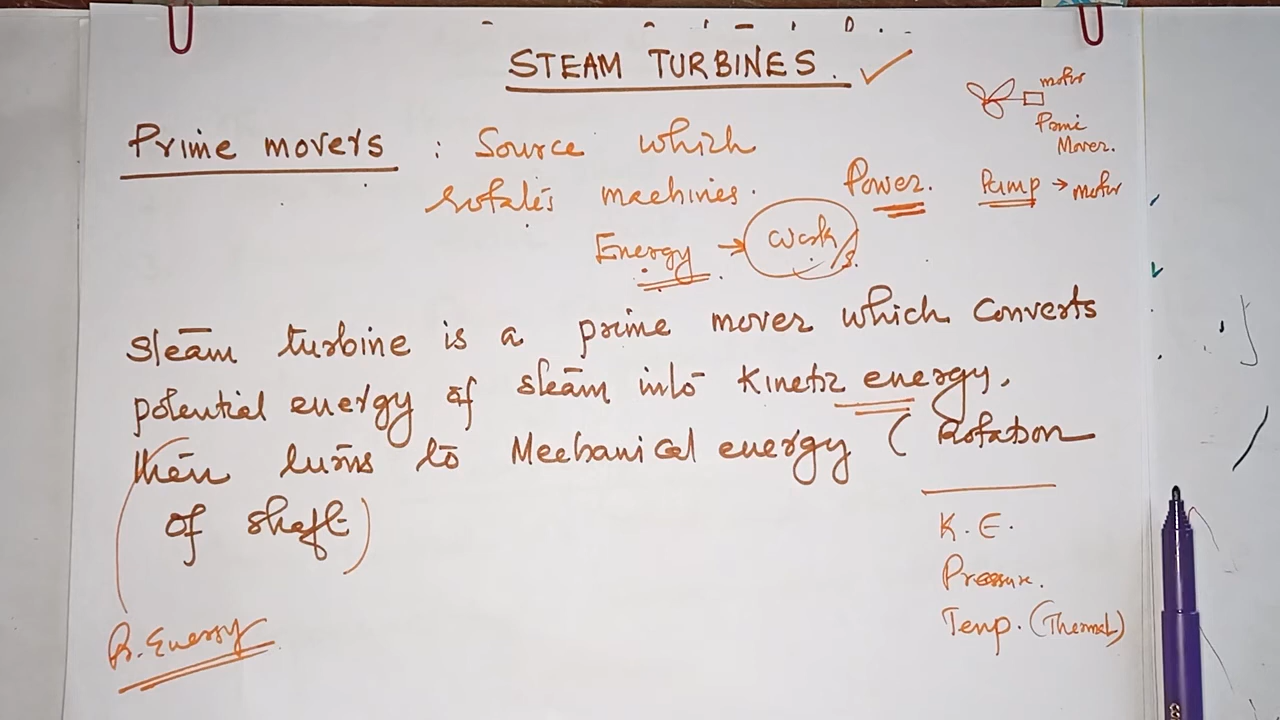 STEAM TURBINES.
motor
Prime
Mover.
Prime movers : Source which
rotates machines.
Power.
Pump → motor
Energy → Work
Steam turbine is a prime mover which converts
potential energy of steam into Kinetic energy.
then turns to Mechanical energy ( Rotation
of shaft )
K.E.
Pressure.
Temp. (Thermal)
Energy